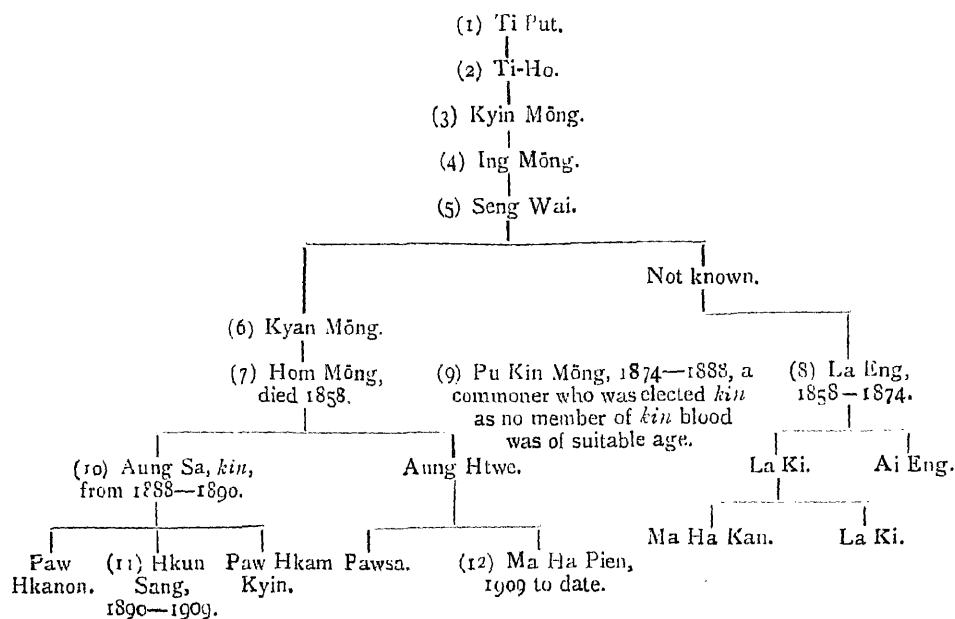 (1) Ti Put.
(2) Ti-Ho.
(3) Kyin Mōng.
(4) Ing Mōng.
(5) Seng Wai.
Not known.
(6) Kyan Mōng.
(7) Hom Mōng,
died 1858.
(9) Pu Kin Mōng, 1874—1888, a
commoner who was elected kin
as no member of kin blood
was of suitable age.
(8) La Eng,
1858—1874.
(10) Aung Sa, kin,
from 1888—1890.
Aung Htwe.
La Ki.
Ai Eng.
Paw
Hkanon.
(11) Hkun
Sang,
1890—1909.
Paw Hkam
Kyin.
Pawsa.
(12) Ma Ha Pien,
1909 to date.
Ma Ha Kan.
La Ki.